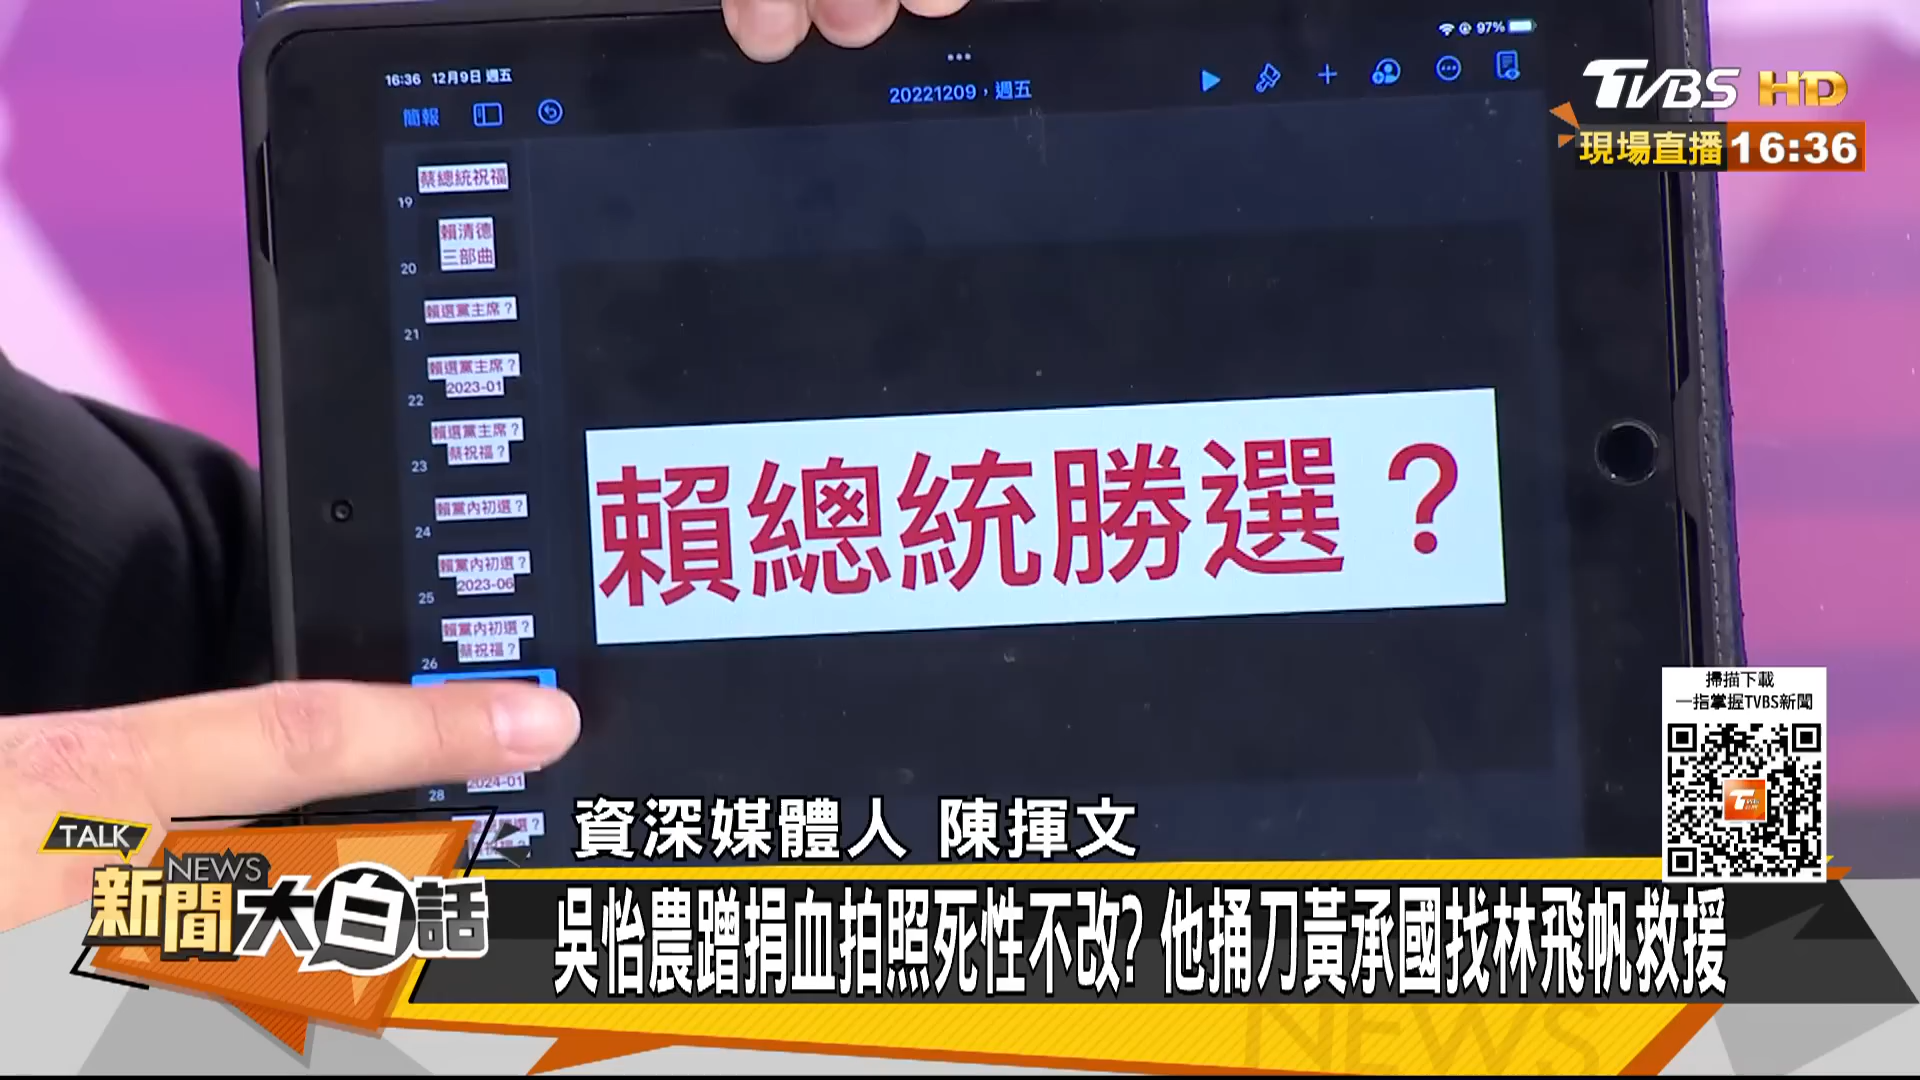 16:36 12月9日 週五
97%
簡報
20221209，週五
TVBS HD
現場直播 16:36
19
蔡總統祝福
20
賴清德
三部曲
21
賴選黨主席？
22
賴選黨主席？
2023-01
23
賴選黨主席？
蔡祝福？
24
賴黨內初選？
25
賴黨內初選？
2023-06
26
賴黨內初選？
蔡祝福？
28
2024-01
賴總統勝選？
掃描下載
一指掌握TVBS新聞
資深媒體人 陳揮文
TALK
NEWS
新聞大白話
吳怡農蹭捐血拍照死性不改? 他捅刀黃承國找林飛帆救援
NEWS